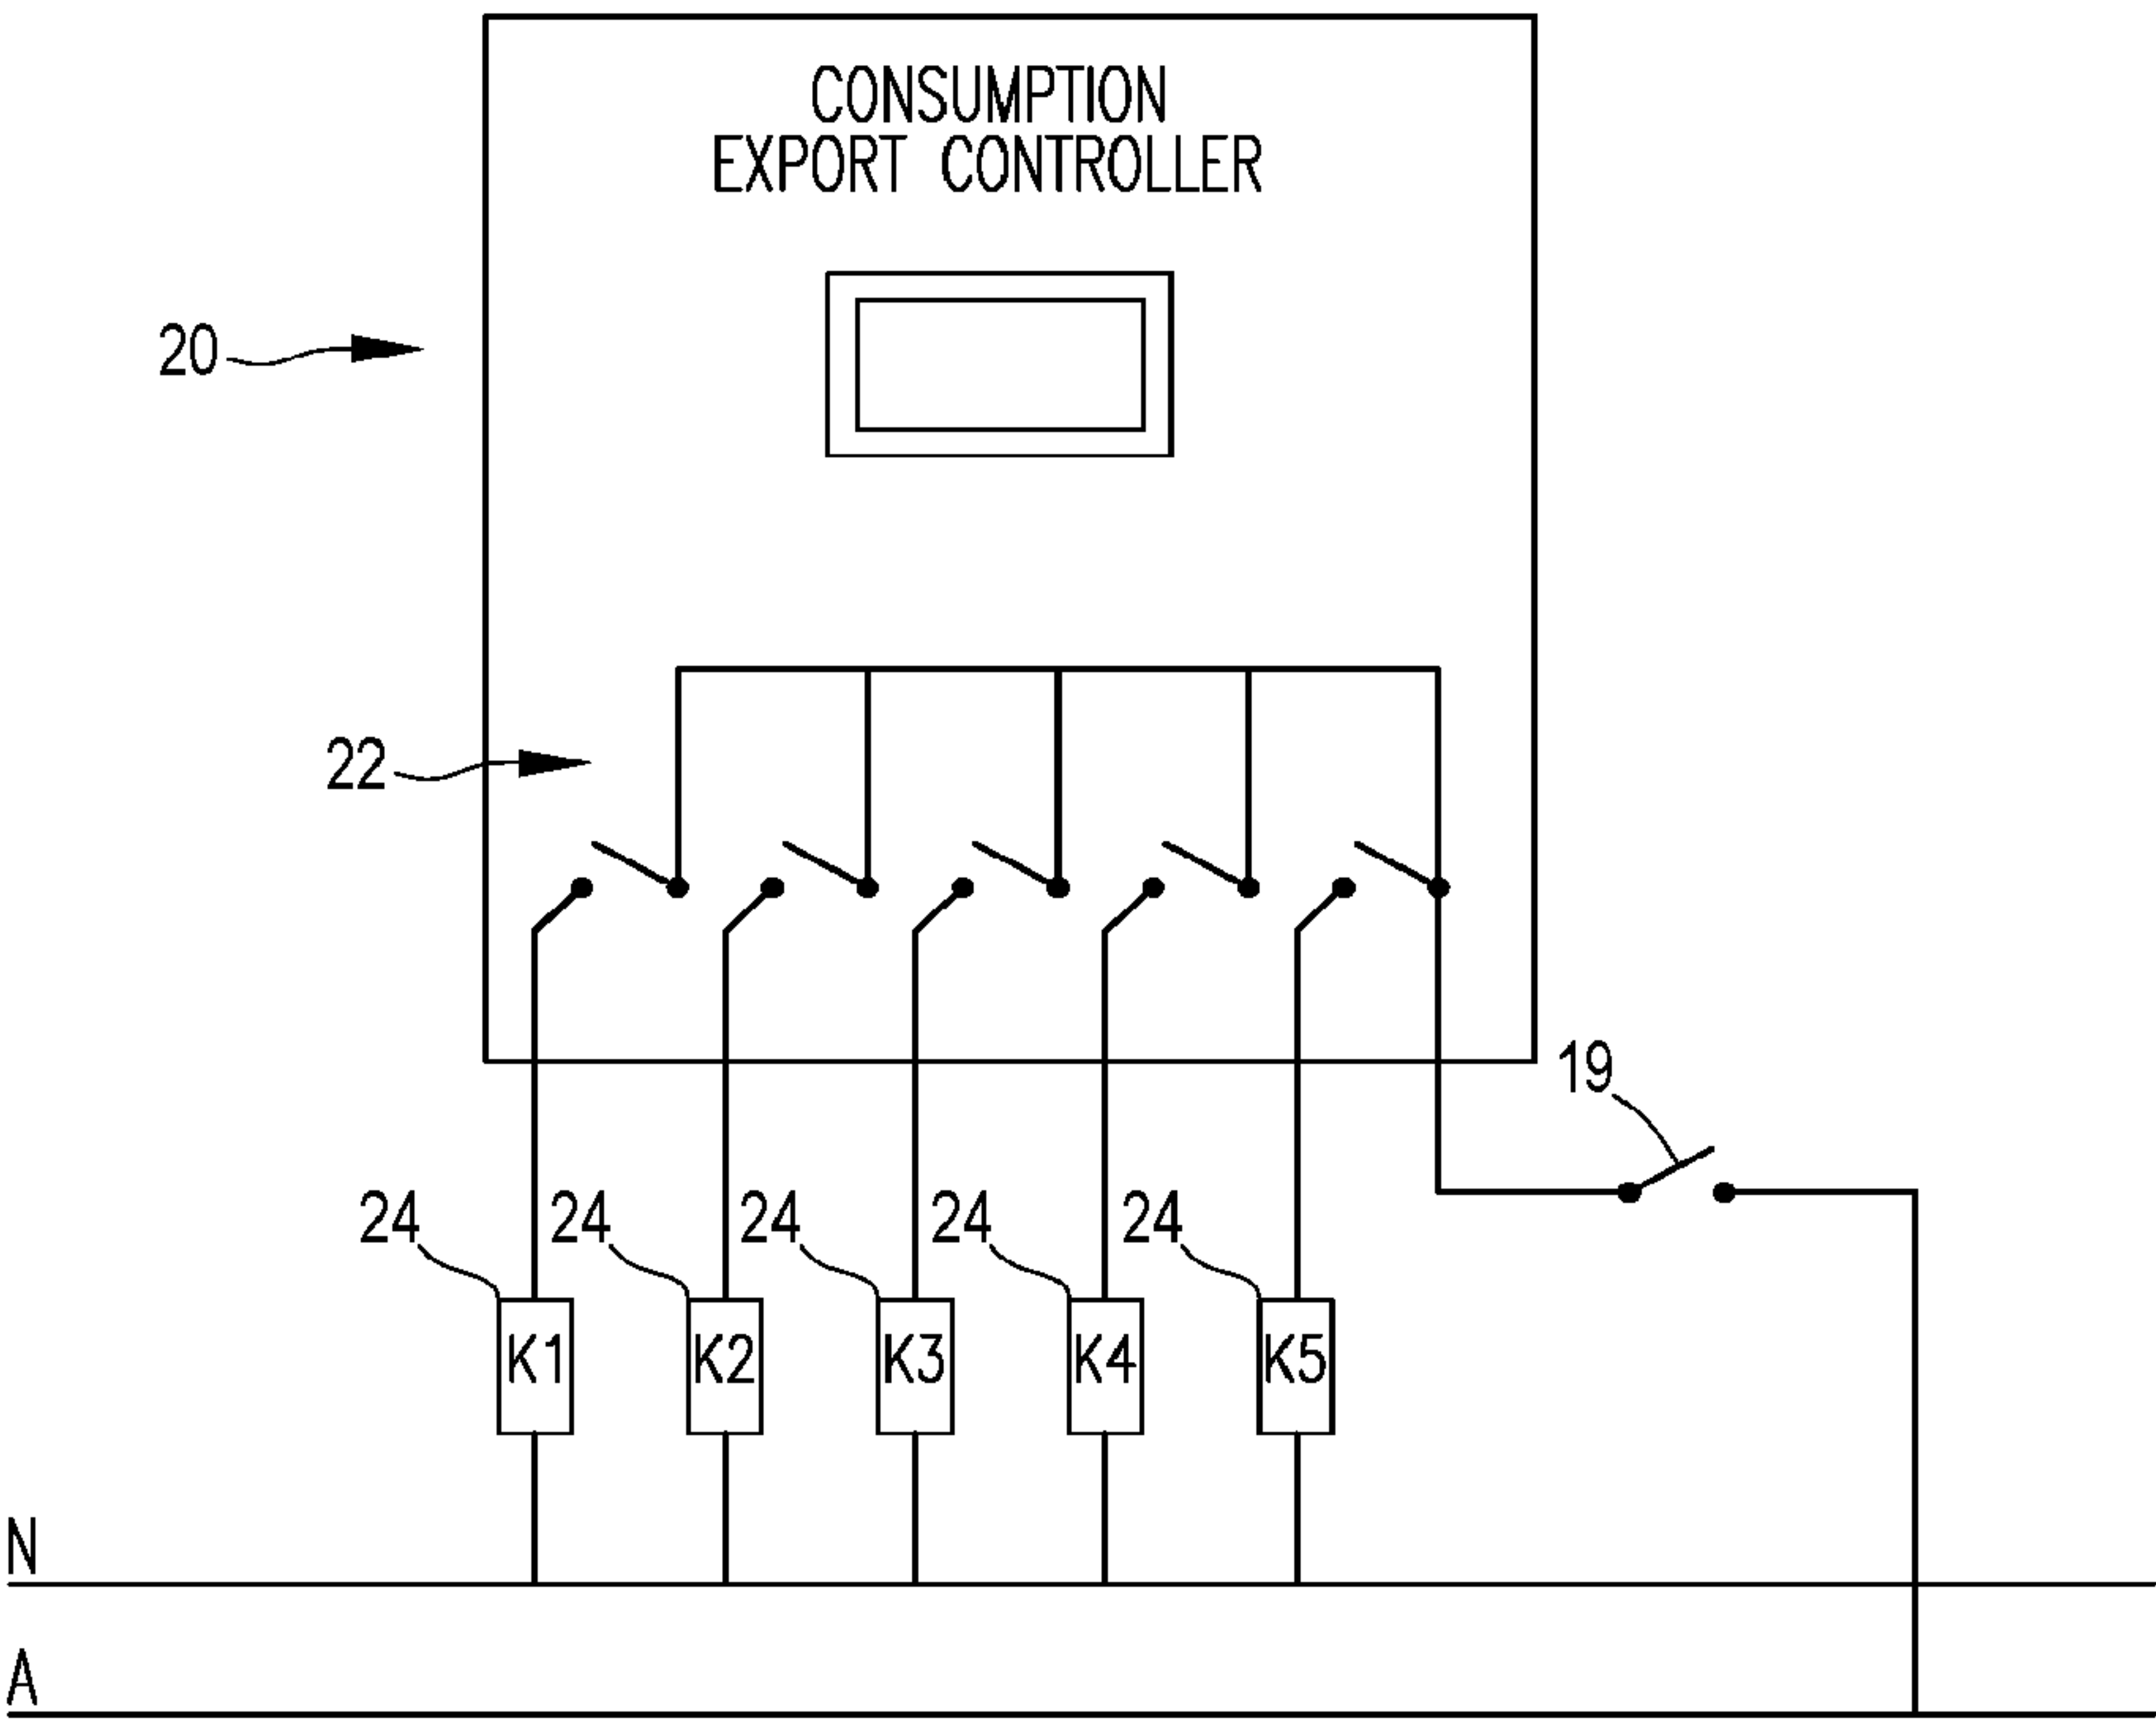 CONSUMPTION
EXPORT CONTROLLER
20
22
19
24 24 24 24 24
K1 K2 K3 K4 K5
N
A